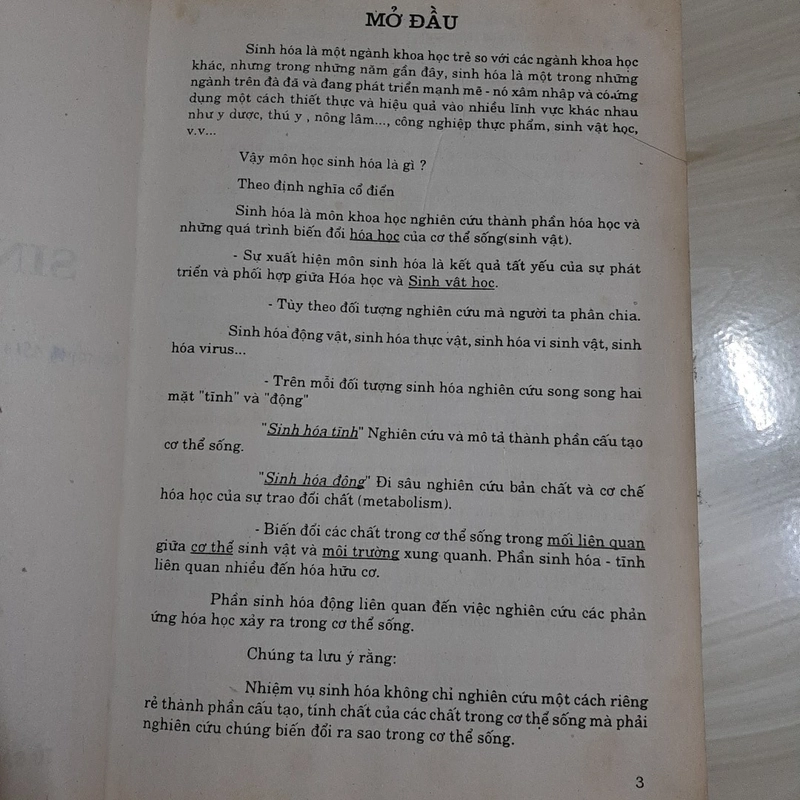 MỞ ĐẦU
Sinh hóa là một ngành khoa học trẻ so với các ngành khoa học
khác, nhưng trong những năm gần đây, sinh hóa là một trong những
ngành trên đà đã và đang phát triển mạnh mẽ - nó xâm nhập và có ứng
dụng một cách thiết thực và hiệu quả vào nhiều lĩnh vực khác nhau
như y dược, thú y , nông lâm..., công nghiệp thực phẩm, sinh vật học,
v.v...
Vậy môn học sinh hóa là gì ?
Theo định nghĩa cổ điển
Sinh hóa là môn khoa học nghiên cứu thành phần hóa học và
những quá trình biến đổi hóa học của cơ thể sống(sinh vật).
- Sự xuất hiện môn sinh hóa là kết quả tất yếu của sự phát
triển và phối hợp giữa Hóa học và Sinh vật học.
- Tùy theo đối tượng nghiên cứu mà người ta phân chia.
Sinh hóa động vật, sinh hóa thực vật, sinh hóa vi sinh vật, sinh
hóa virus...
- Trên mỗi đối tượng sinh hóa nghiên cứu song song hai
mặt "tĩnh" và "động"
"Sinh hóa tĩnh" Nghiên cứu và mô tả thành phần cấu tạo
cơ thể sống.
"Sinh hóa động" Đi sâu nghiên cứu bản chất và cơ chế
hóa học của sự trao đổi chất (metabolism).
- Biến đổi các chất trong cơ thể sống trong mối liên quan
giữa cơ thể sinh vật và môi trường xung quanh. Phần sinh hóa - tĩnh
liên quan nhiều đến hóa hữu cơ.
Phần sinh hóa động liên quan đến việc nghiên cứu các phản
ứng hóa học xảy ra trong cơ thể sống.
Chúng ta lưu ý rằng:
Nhiệm vụ sinh hóa không chỉ nghiên cứu một cách riêng
rẻ thành phần cấu tạo, tính chất của các chất trong cơ thể sống mà phải
nghiên cứu chúng biến đổi ra sao trong cơ thể sống.
3